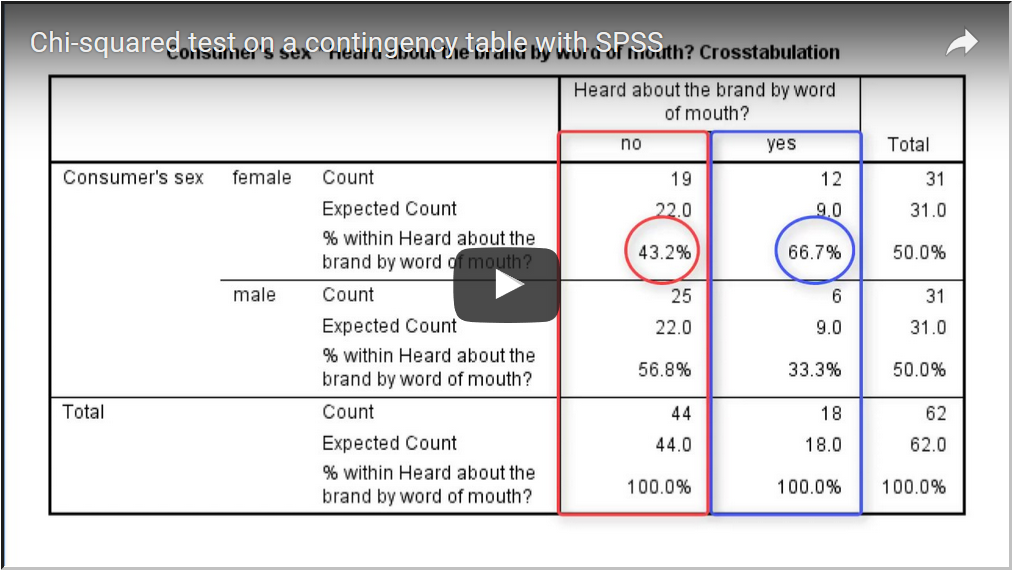 Chi-squared test on a contingency table with SPSS
Consumer's sex * Heard about the brand by word of mouth? Crosstabulation
Heard about the brand by word
of mouth?
no yes Total
Consumer's sex female Count 19 12 31
Expected Count 22.0 9.0 31.0
% within Heard about the
brand by word of mouth? 43.2% 66.7% 50.0%
male Count 25 6 31
Expected Count 22.0 9.0 31.0
% within Heard about the
brand by word of mouth? 56.8% 33.3% 50.0%
Total Count 44 18 62
Expected Count 44.0 18.0 62.0
% within Heard about the
brand by word of mouth? 100.0% 100.0% 100.0%